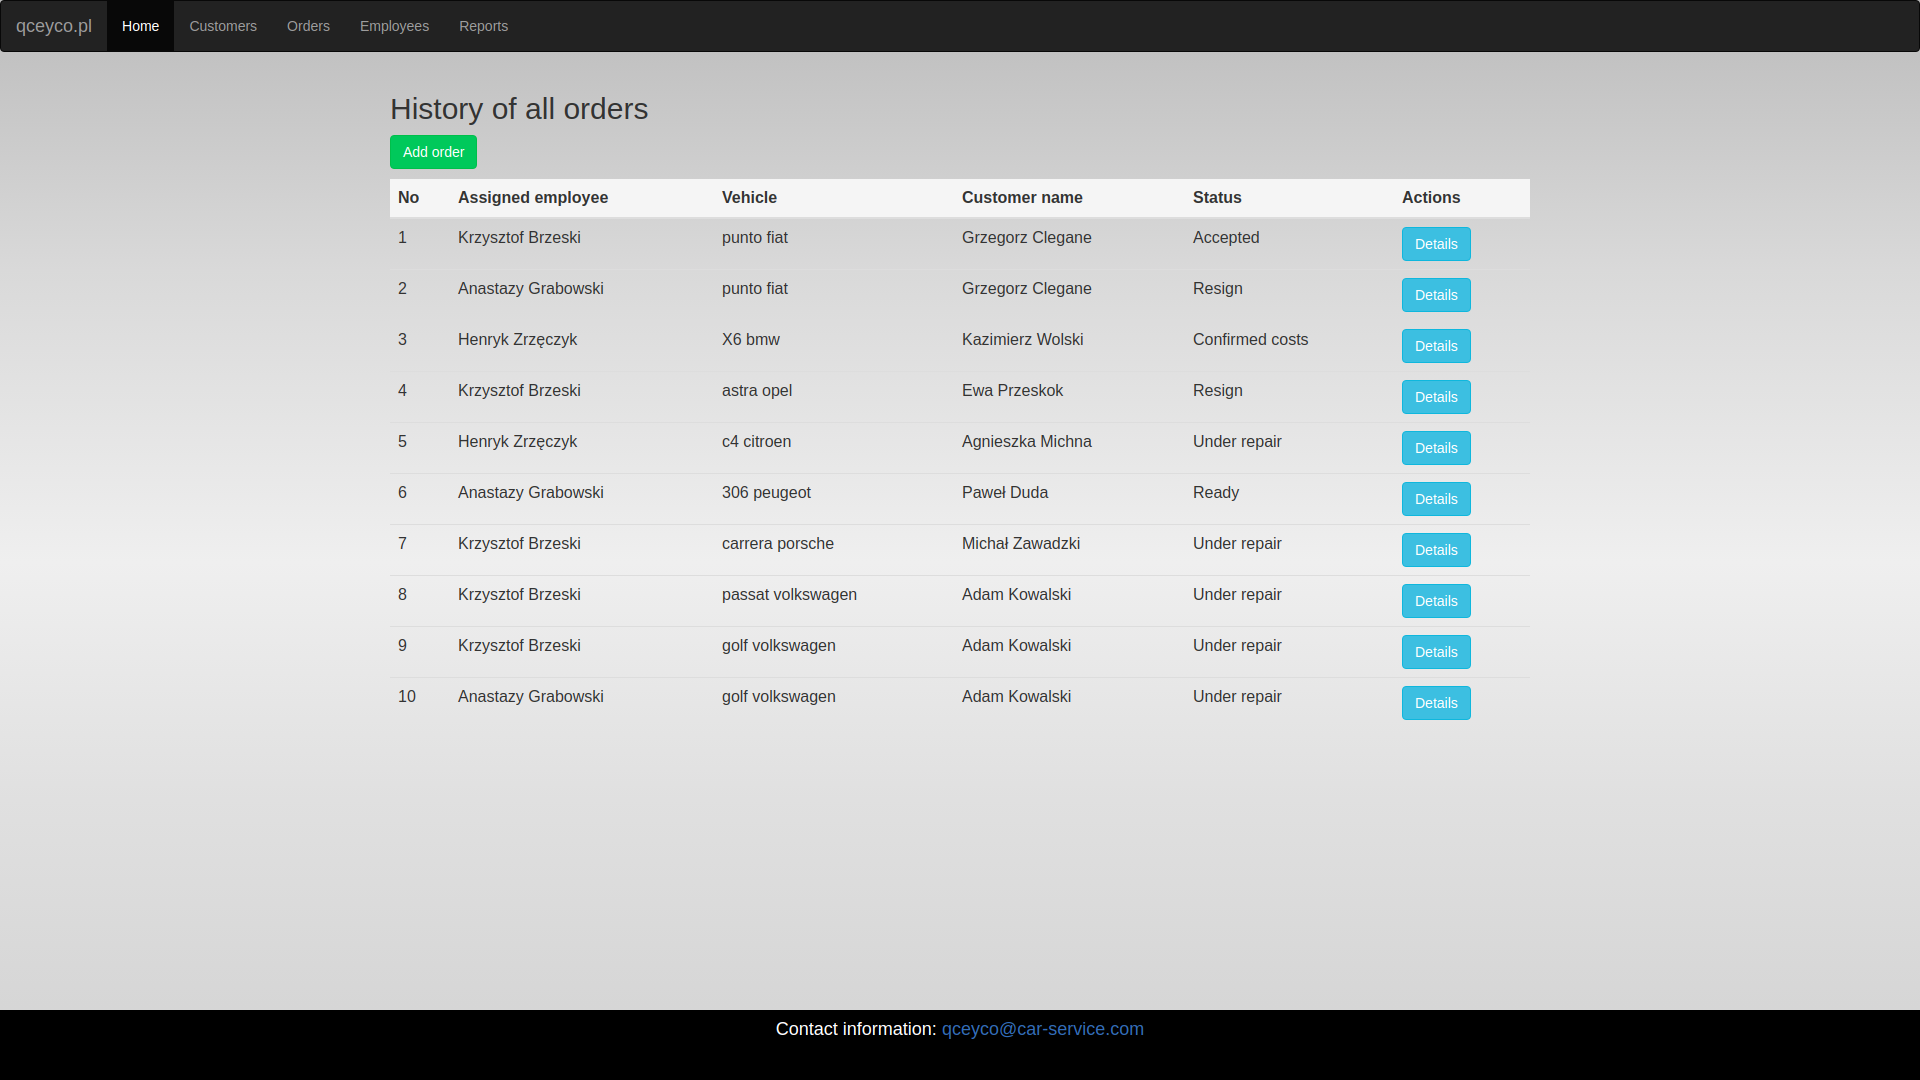 qceyco.pl Home Customers Orders Employees Reports
History of all orders
Add order
No Assigned employee Vehicle Customer name Status Actions
1 Krzysztof Brzeski punto fiat Grzegorz Clegane Accepted Details
2 Anastazy Grabowski punto fiat Grzegorz Clegane Resign Details
3 Henryk Zrzęczyk X6 bmw Kazimierz Wolski Confirmed costs Details
4 Krzysztof Brzeski astra opel Ewa Przeskok Resign Details
5 Henryk Zrzęczyk c4 citroen Agnieszka Michna Under repair Details
6 Anastazy Grabowski 306 peugeot Paweł Duda Ready Details
7 Krzysztof Brzeski carrera porsche Michał Zawadzki Under repair Details
8 Krzysztof Brzeski passat volkswagen Adam Kowalski Under repair Details
9 Krzysztof Brzeski golf volkswagen Adam Kowalski Under repair Details
10 Anastazy Grabowski golf volkswagen Adam Kowalski Under repair Details
Contact information: qceyco@car-service.com